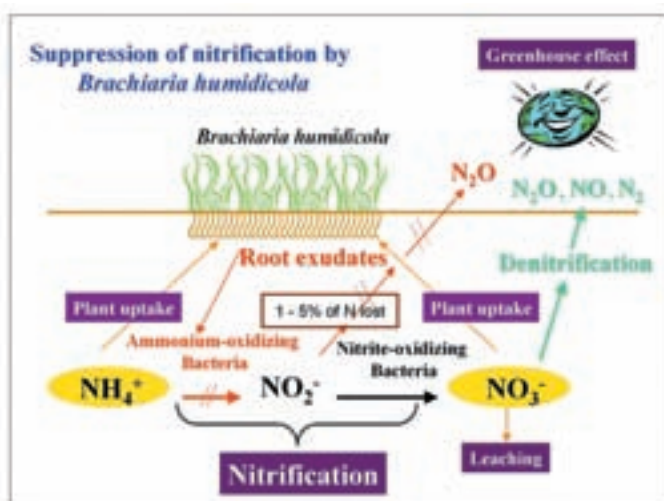 Suppression of nitrification by
Brachiaria humidicola
Greenhouse effect
Brachiaria humidicola
N₂O
N₂O, NO, N₂
Root exudates
Denitrification
Plant uptake
1 - 5% of N lost
Plant uptake
Ammonium-oxidizing
Bacteria
Nitrite-oxidizing
Bacteria
NH₄⁺
NO₂⁻
NO₃⁻
Nitrification
Leaching